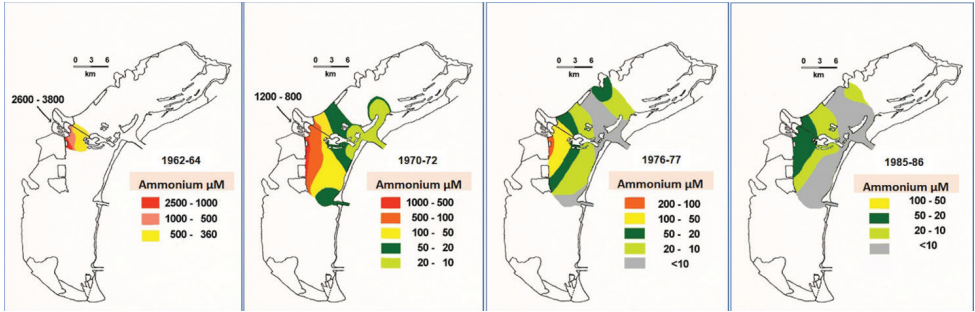 0 3 6
km
2600 - 3800
1962-64
Ammonium µM
2500 - 1000
1000 - 500
500 - 360
0 3 6
km
1200 - 800
1970-72
Ammonium µM
1000 - 500
500 - 100
100 - 50
50 - 20
20 - 10
0 3 6
km
1976-77
Ammonium µM
200 - 100
100 - 50
50 - 20
20 - 10
<10
0 3 6
km
1985-86
Ammonium µM
100 - 50
50 - 20
20 - 10
<10